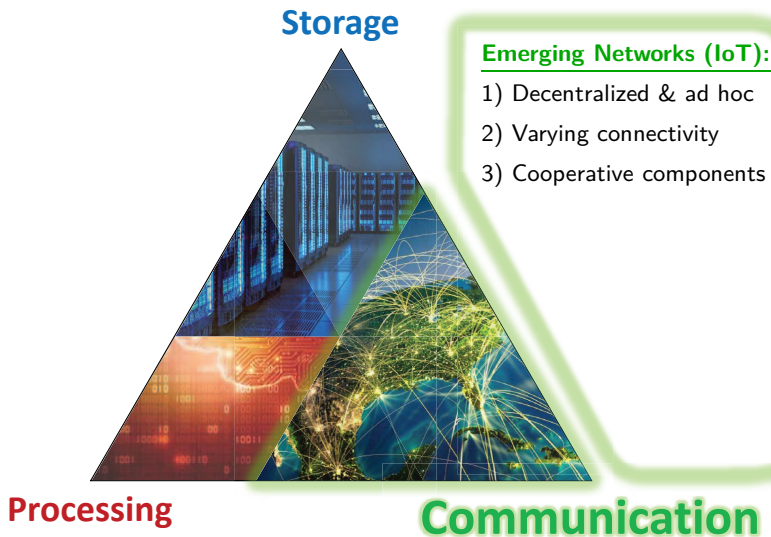 Storage
Emerging Networks (IoT):
1) Decentralized & ad hoc
2) Varying connectivity
3) Cooperative components
Processing
Communication